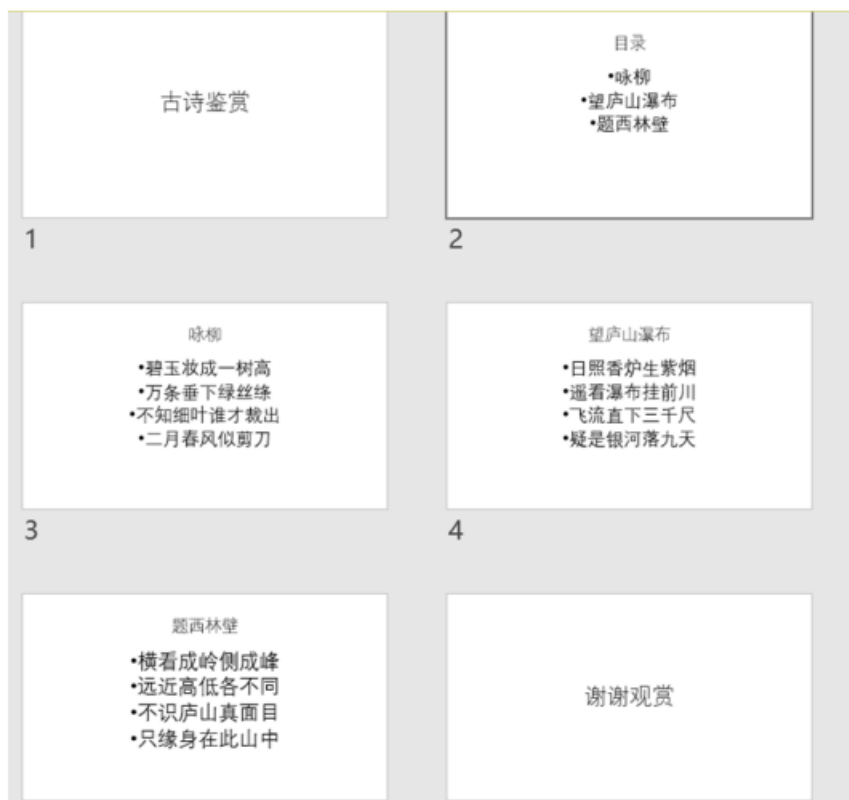 古诗鉴赏
1
目录
•咏柳
•望庐山瀑布
•题西林壁
2
咏柳
•碧玉妆成一树高
•万条垂下绿丝绦
•不知细叶谁才裁出
•二月春风似剪刀
3
望庐山瀑布
•日照香炉生紫烟
•遥看瀑布挂前川
•飞流直下三千尺
•疑是银河落九天
4
题西林壁
•横看成岭侧成峰
•远近高低各不同
•不识庐山真面目
•只缘身在此山中
谢谢观赏